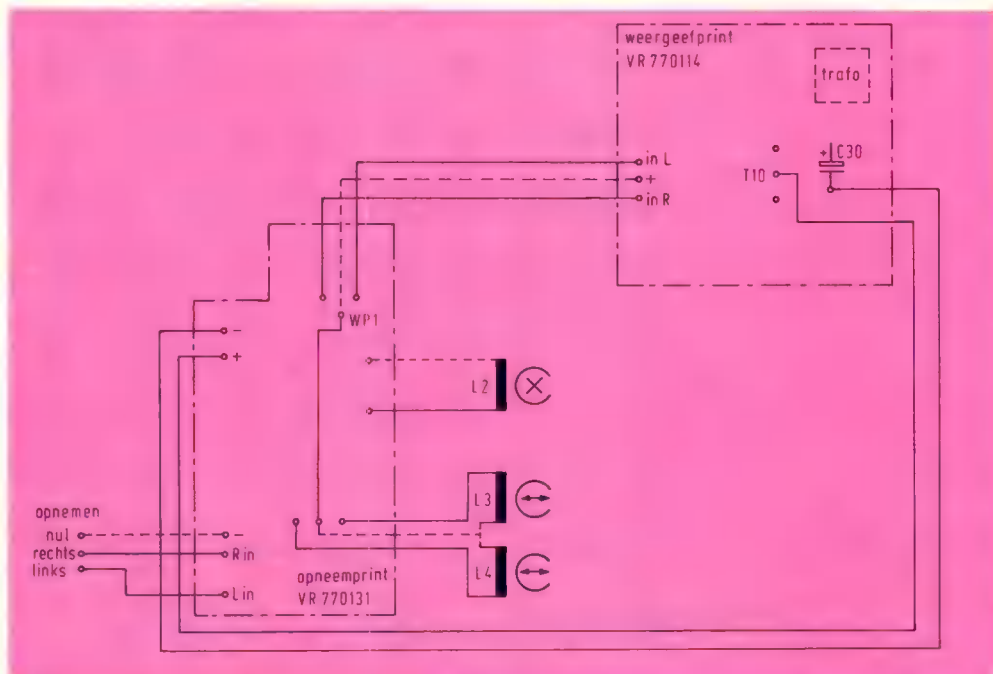 weergeefprint
VR 770114
trafo
+ C30
T10
in L
+
in R
WP1
-
+
L2
L3
L4
opnemen
nul
rechts
links
-
R in
L in
opneemprint
VR 770131